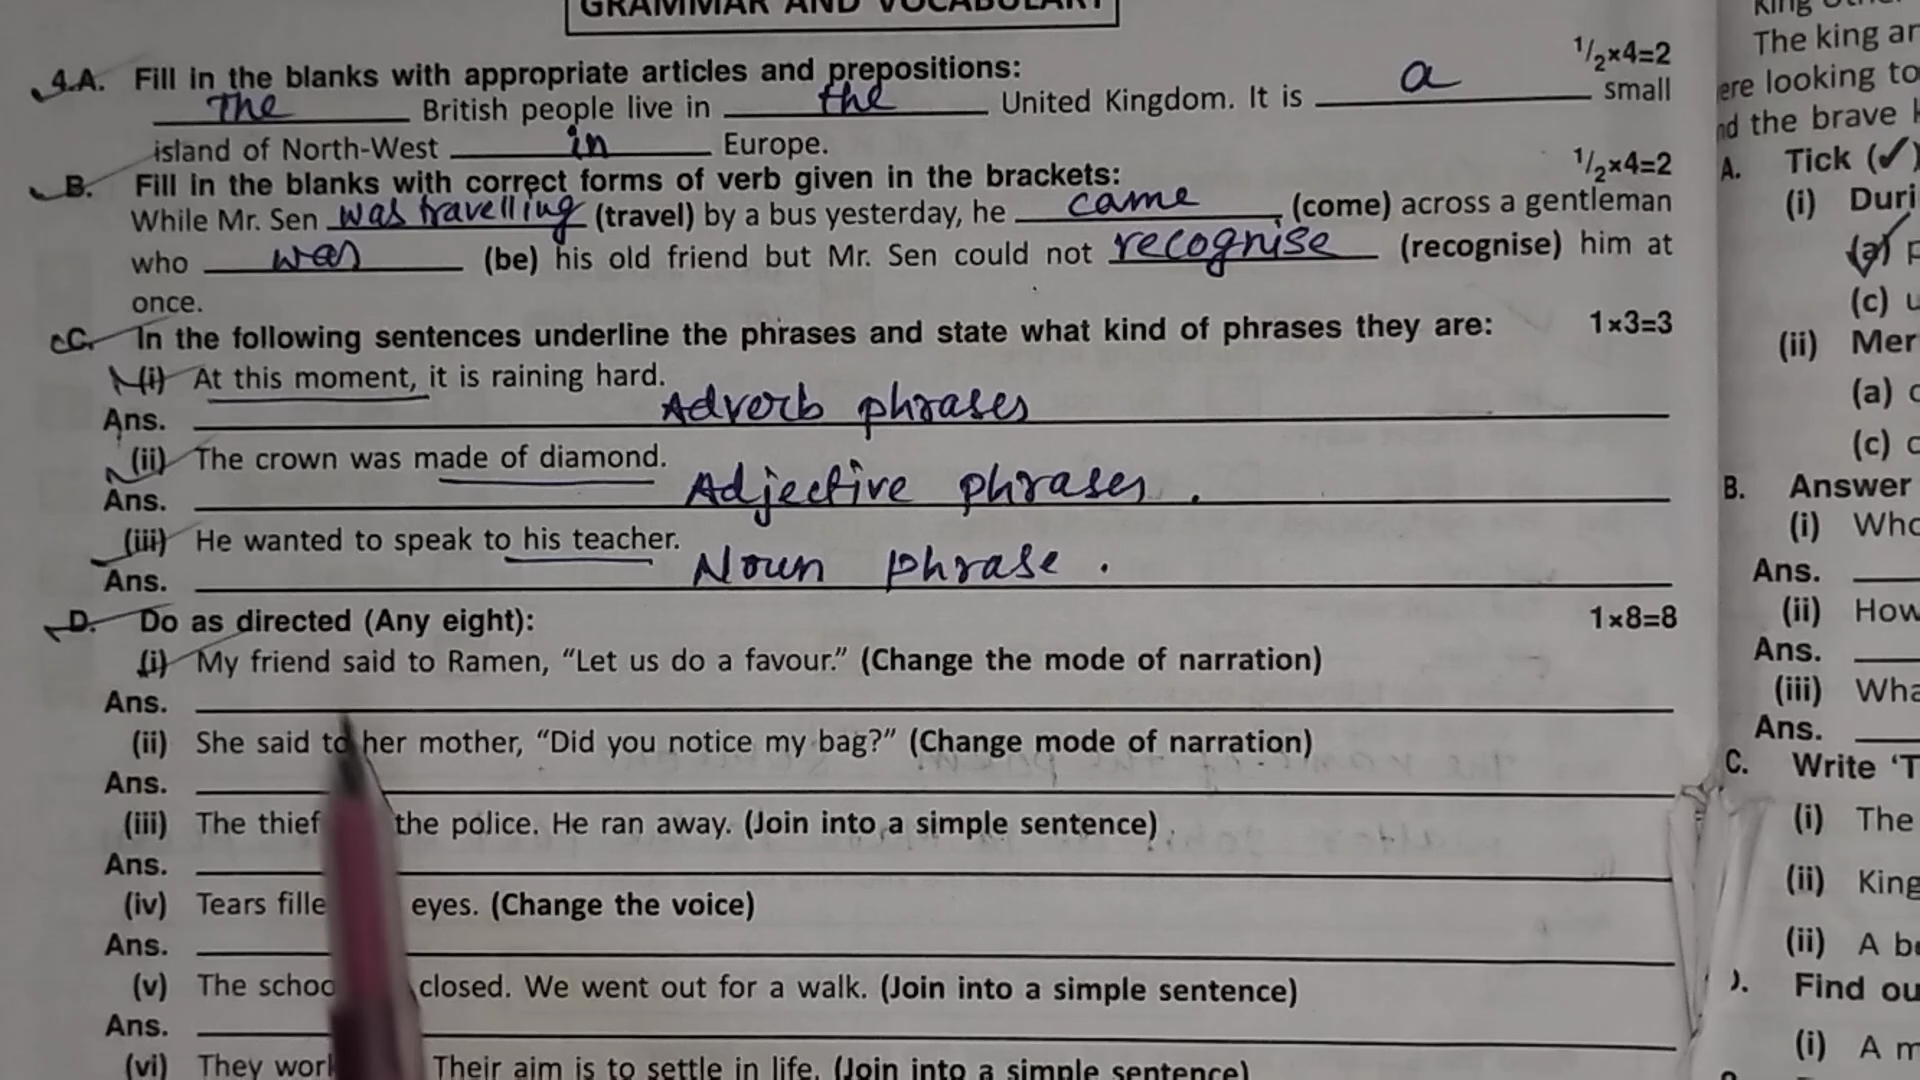 GRAMMAR AND VOCABULARY
4.A. Fill in the blanks with appropriate articles and prepositions: 1/2×4=2
The British people live in the United Kingdom. It is a small
island of North-West in Europe.
B. Fill in the blanks with correct forms of verb given in the brackets: 1/2×4=2
While Mr. Sen was travelling (travel) by a bus yesterday, he came (come) across a gentleman
who was (be) his old friend but Mr. Sen could not recognise (recognise) him at
once.
C. In the following sentences underline the phrases and state what kind of phrases they are: 1×3=3
(i) At this moment, it is raining hard.
Ans. Adverb phrases
(ii) The crown was made of diamond.
Ans. Adjective phrases.
(iii) He wanted to speak to his teacher.
Ans. Noun phrase.
D. Do as directed (Any eight): 1×8=8
(i) My friend said to Ramen, “Let us do a favour.” (Change the mode of narration)
Ans.
(ii) She said to her mother, “Did you notice my bag?” (Change mode of narration)
Ans.
(iii) The thief the police. He ran away. (Join into a simple sentence)
Ans.
(iv) Tears eyes. (Change the voice)
Ans.
(v) The closed. We went out for a walk. (Join into a simple sentence)
Ans.
(vi) They Their aim is to settle in life. (Join into a simple sentence)
King
The king
looking to
the brave
A. Tick (✓)
(i)
(a)
(c)
(ii)
(a)
(c)
B. Answer
(i)
Ans.
(ii) How
Ans.
(iii)
Ans.
C. Write
(i) The
(ii) King
(ii) A
Find
(i) A